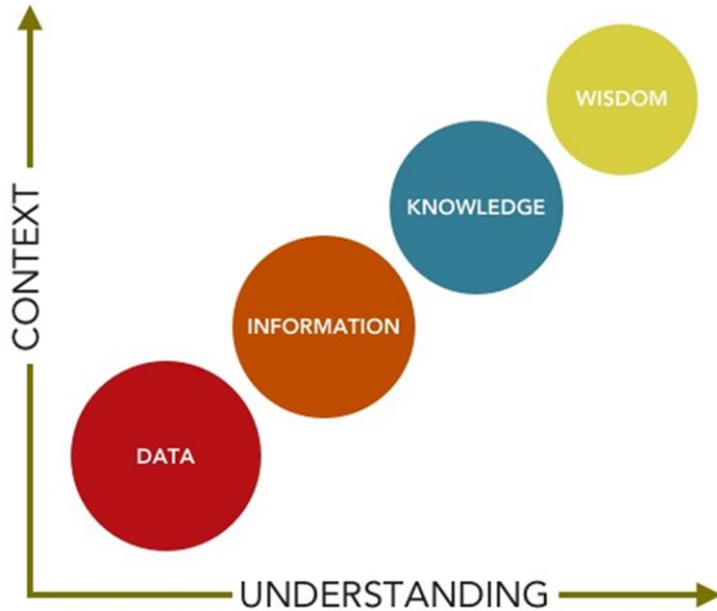 WISDOM
KNOWLEDGE
CONTEXT
INFORMATION
DATA
UNDERSTANDING